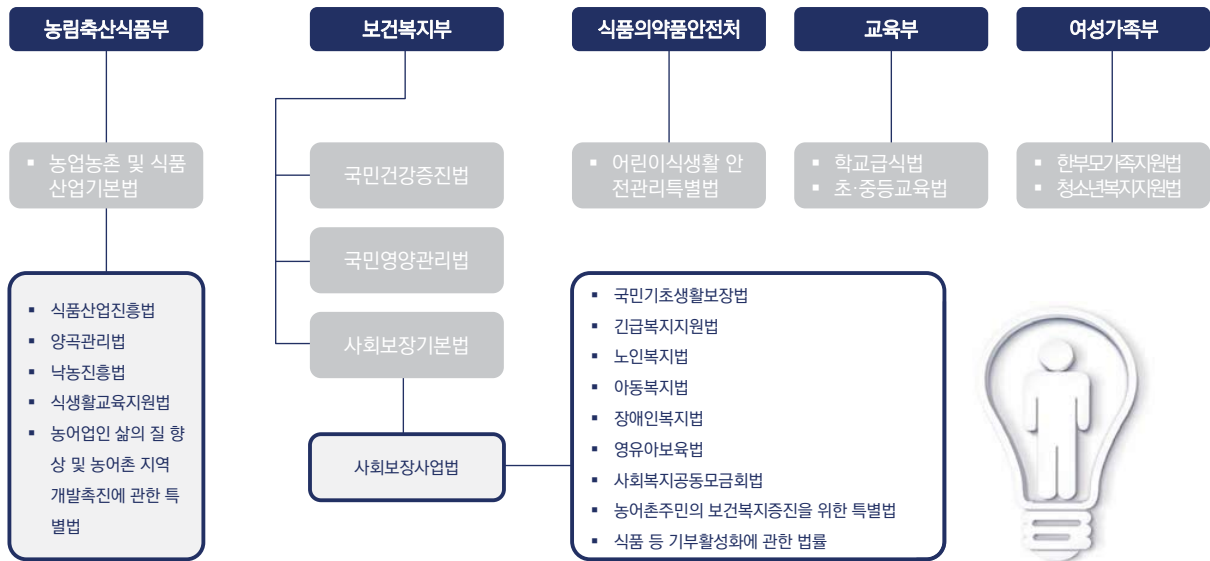 농림축산식품부
보건복지부
식품의약품안전처
교육부
여성가족부
▪ 농업농촌 및 식품
산업기본법
국민건강증진법
▪ 어린이식생활 안
전관리특별법
▪ 학교급식법
▪ 초·중등교육법
▪ 한부모가족지원법
▪ 청소년복지지원법
국민영양관리법
사회보장기본법
▪ 식품산업진흥법
▪ 양곡관리법
▪ 낙농진흥법
▪ 식생활교육지원법
▪ 농어업인 삶의 질 향
상 및 농어촌 지역
개발촉진에 관한 특
별법
사회보장사업법
▪ 국민기초생활보장법
▪ 긴급복지지원법
▪ 노인복지법
▪ 아동복지법
▪ 장애인복지법
▪ 영유아보육법
▪ 사회복지공동모금회법
▪ 농어촌주민의 보건복지증진을 위한 특별법
▪ 식품 등 기부활성화에 관한 법률